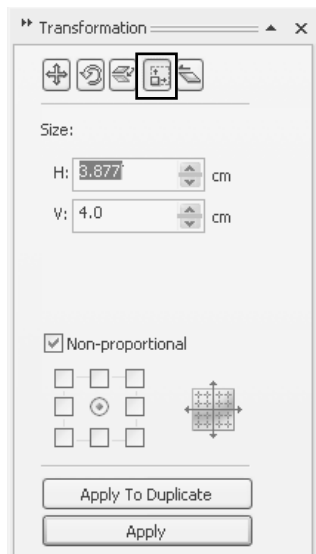 Transformation
Size:
H: 3.877 cm
V: 4.0 cm
Non-proportional
Apply To Duplicate
Apply